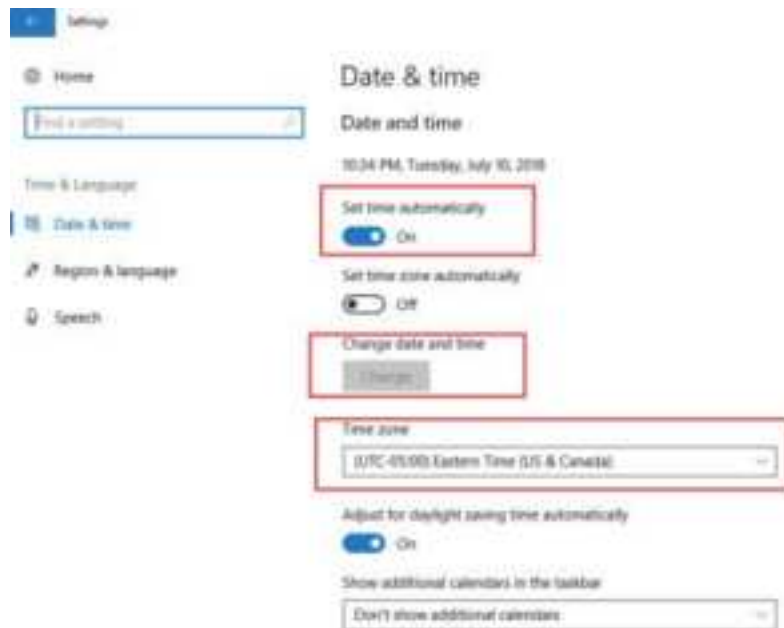 Settings
Home
Find a setting
Time & Language
Date & time
Region & language
Speech
Date & time
Date and time
10:34 PM, Tuesday, July 10, 2018
Set time automatically
On
Set time zone automatically
Off
Change date and time
Change
Time zone
(UTC-05:00) Eastern Time (US & Canada)
Adjust for daylight saving time automatically
On
Show additional calendars in the taskbar
Don't show additional calendars